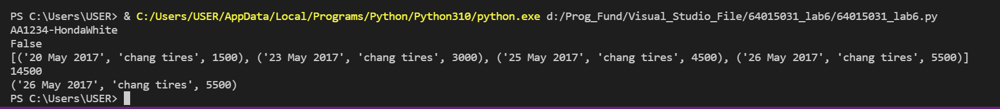 PS C:\Users\USER> & C:/Users/USER/AppData/Local/Programs/Python/Python310/python.exe d:/Prog_Fund/Visual_Studio_File/64015031_lab6/64015031_lab6.py
AA1234-HondaWhite
False
[('20 May 2017', 'chang tires', 1500), ('23 May 2017', 'chang tires', 3000), ('25 May 2017', 'chang tires', 4500), ('26 May 2017', 'chang tires', 5500)]
14500
('26 May 2017', 'chang tires', 5500)
PS C:\Users\USER>